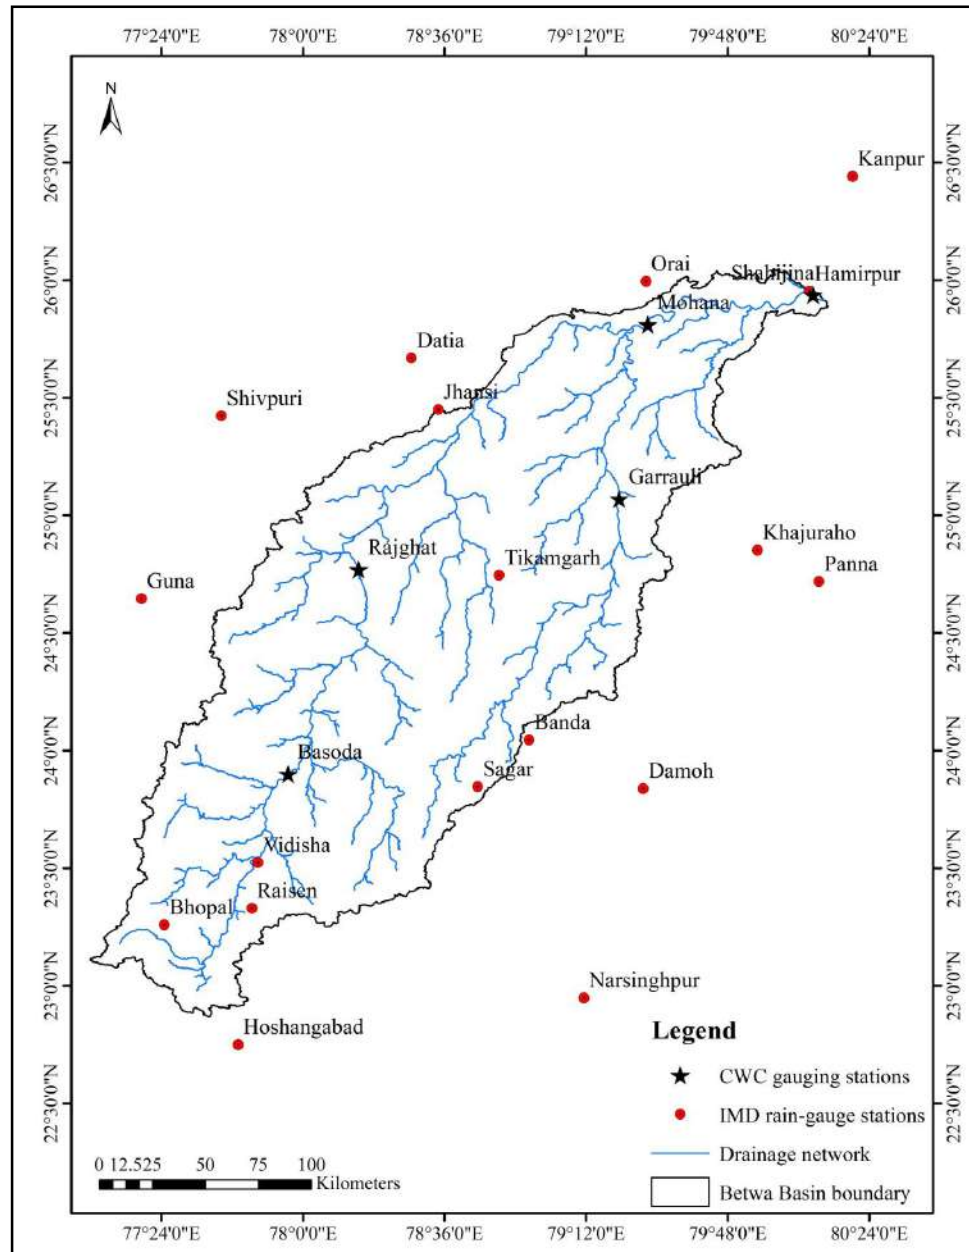 77°24'0"E 78°0'0"E 78°36'0"E 79°12'0"E 79°48'0"E 80°24'0"E
N
26°30'0"N 26°30'0"N
Kanpur
26°0'0"N 26°0'0"N
Orai
Shahijina Hamirpur
Mohana
Datia
25°30'0"N 25°30'0"N
Shivpuri
Jhansi
Garrauli
25°0'0"N 25°0'0"N
Khajuraho
Rajghat
Tikamgarh
Panna
Guna
24°30'0"N 24°30'0"N
Banda
24°0'0"N 24°0'0"N
Basoda
Sagar
Damoh
Vidisha
23°30'0"N 23°30'0"N
Raisen
Bhopal
23°0'0"N 23°0'0"N
Narsinghpur
Hoshangabad
Legend
CWC gauging stations
22°30'0"N 22°30'0"N
IMD rain-gauge stations
Drainage network
0 12.525 50 75 100
Kilometers
Betwa Basin boundary
77°24'0"E 78°0'0"E 78°36'0"E 79°12'0"E 79°48'0"E 80°24'0"E